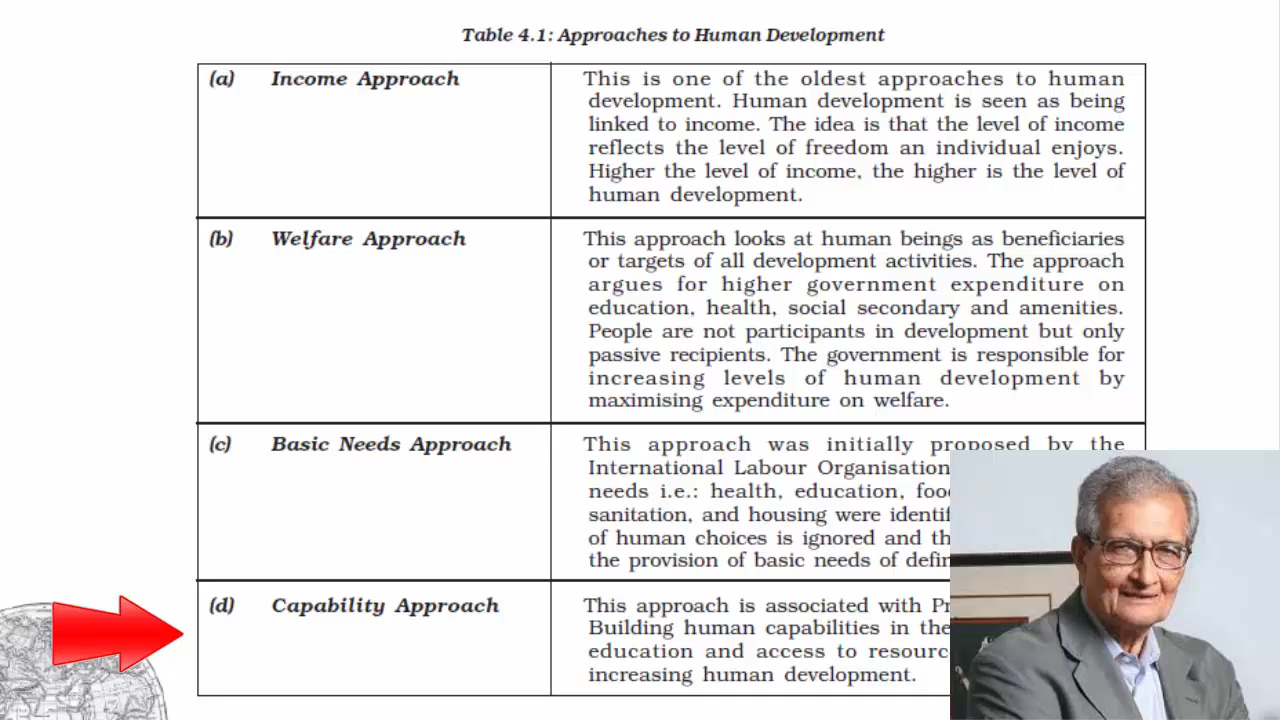 Table 4.1: Approaches to Human Development
(a) Income Approach
This is one of the oldest approaches to human
development. Human development is seen as being
linked to income. The idea is that the level of income
reflects the level of freedom an individual enjoys.
Higher the level of income, the higher is the level of
human development.
(b) Welfare Approach
This approach looks at human beings as beneficiaries
or targets of all development activities. The approach
argues for higher government expenditure on
education, health, social secondary and amenities.
People are not participants in development but only
passive recipients. The government is responsible for
increasing levels of human development by
maximising expenditure on welfare.
(c) Basic Needs Approach
This approach was initially proposed by the
International Labour Organisation
needs i.e.: health, education,
sanitation, and housing were
of human choices is ignored and
the provision of basic needs of
(d) Capability Approach
This approach is associated with
Building human capabilities in the
education and access to
increasing human development.